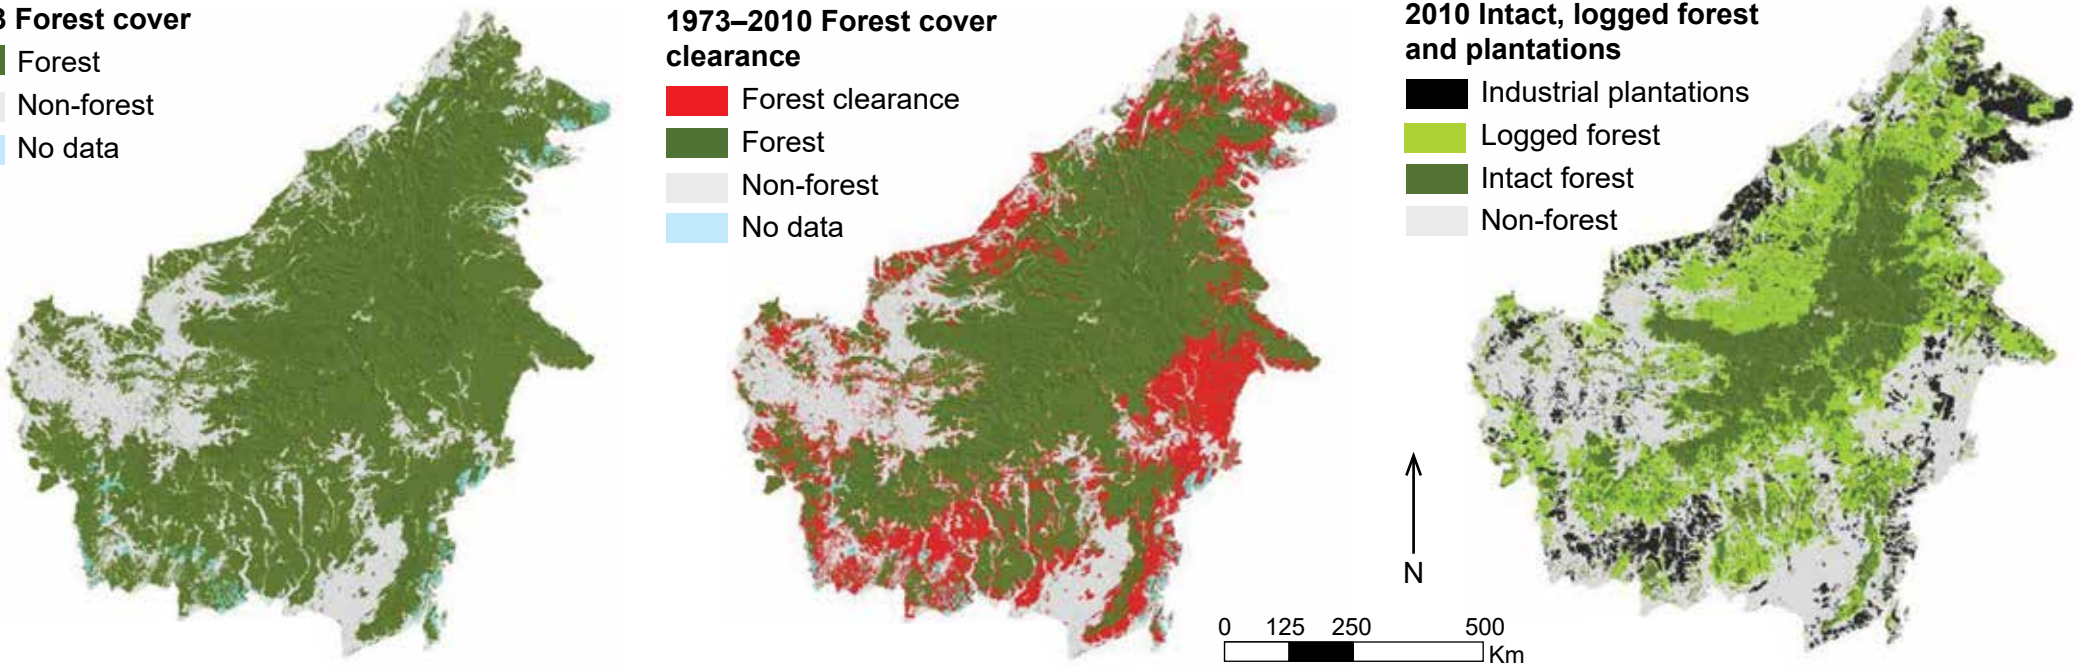 3 Forest cover
Forest
Non-forest
No data
1973–2010 Forest cover
clearance
Forest clearance
Forest
Non-forest
No data
2010 Intact, logged forest
and plantations
Industrial plantations
Logged forest
Intact forest
Non-forest
N
0 125 250 500
Km